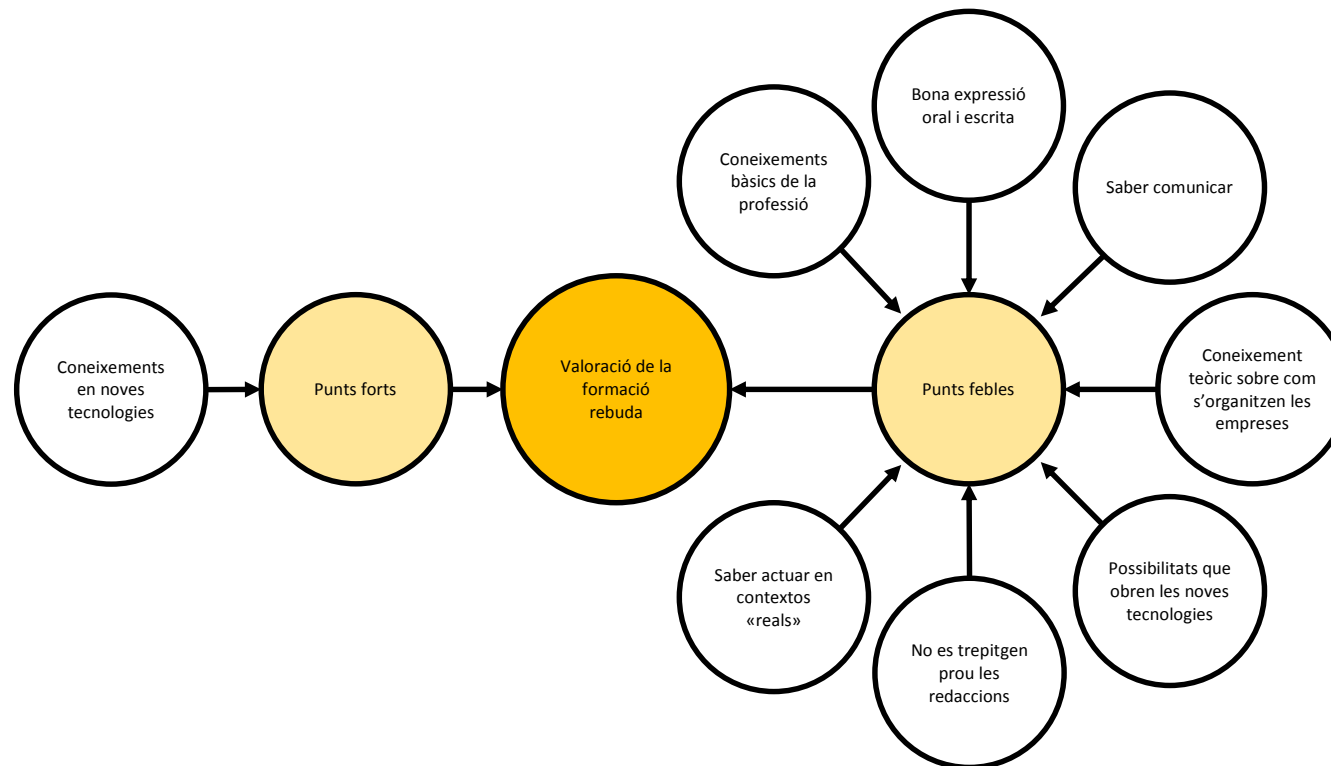 Bona expressió
oral i escrita
Coneixements
bàsics de la
professió
Saber comunicar
Coneixements
en noves
tecnologies
Punts forts
Valoració de la
formació
rebuda
Punts febles
Coneixement
teòric sobre com
s’organitzen les
empreses
Saber actuar en
contextos
«reals»
No es trepitgen
prou les
redaccions
Possibilitats que
obren les noves
tecnologies